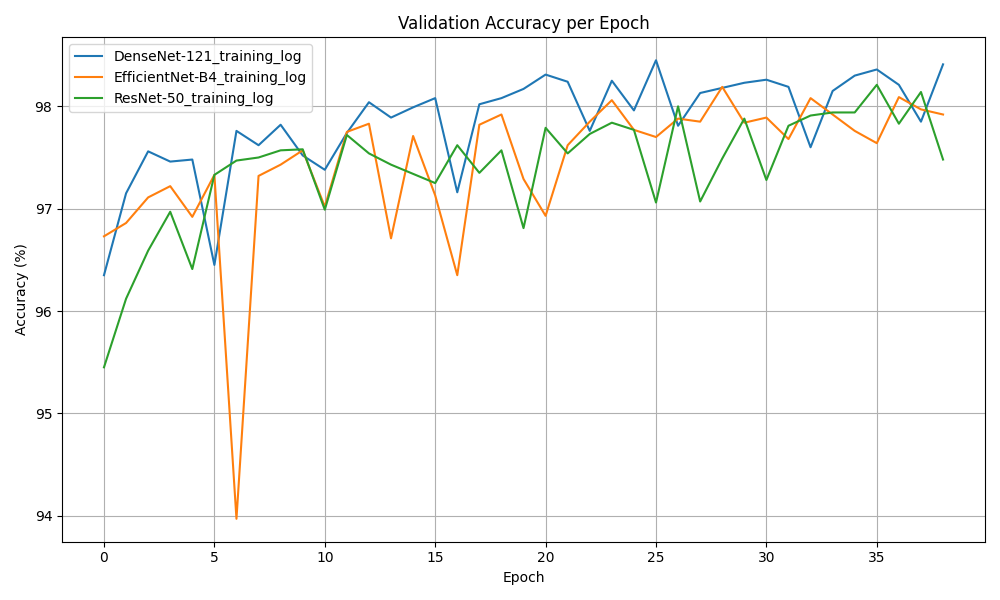 Validation Accuracy per Epoch
DenseNet-121_training_log
EfficientNet-B4_training_log
ResNet-50_training_log
Accuracy (%)
98
97
96
95
94
0 5 10 15 20 25 30 35
Epoch